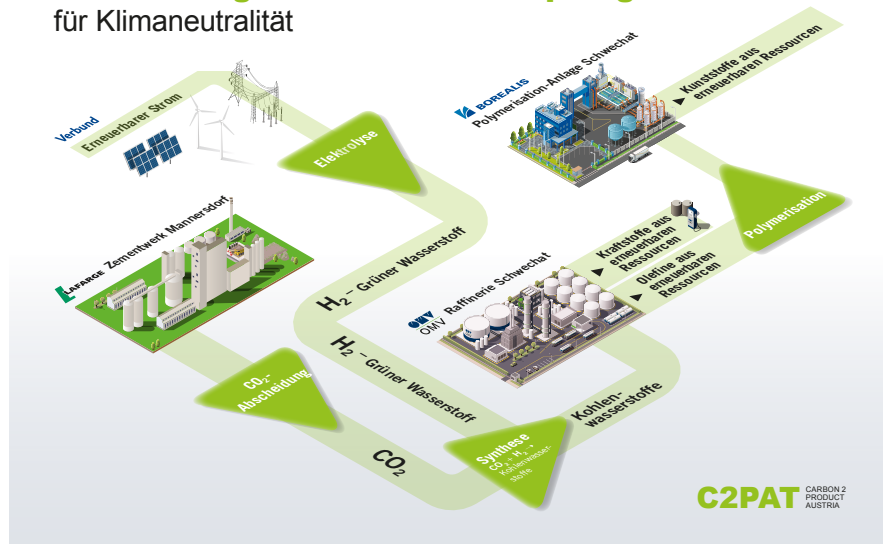 für Klimaneutralität
Verbund
Erneuerbarer Strom
Elektrolyse
BOREALIS
Polymerisation-Anlage Schwechat
Kunststoffe aus
erneuerbaren Ressourcen
Polymerisation
LAFARGE Zementwerk Mannersdorf
H₂ – Grüner Wasserstoff
OMV
OMV Raffinerie Schwechat
Kraftstoffe aus
erneuerbaren
Ressourcen
Olefine aus
erneuerbaren
Ressourcen
H₂ – Grüner Wasserstoff
CO₂-
Abscheidung
CO₂
Synthese
CO₂ + H₂ →
Kohlenwasser-
stoffe
Kohlen-
wasserstoffe
C2PAT
CARBON 2
PRODUCT
AUSTRIA